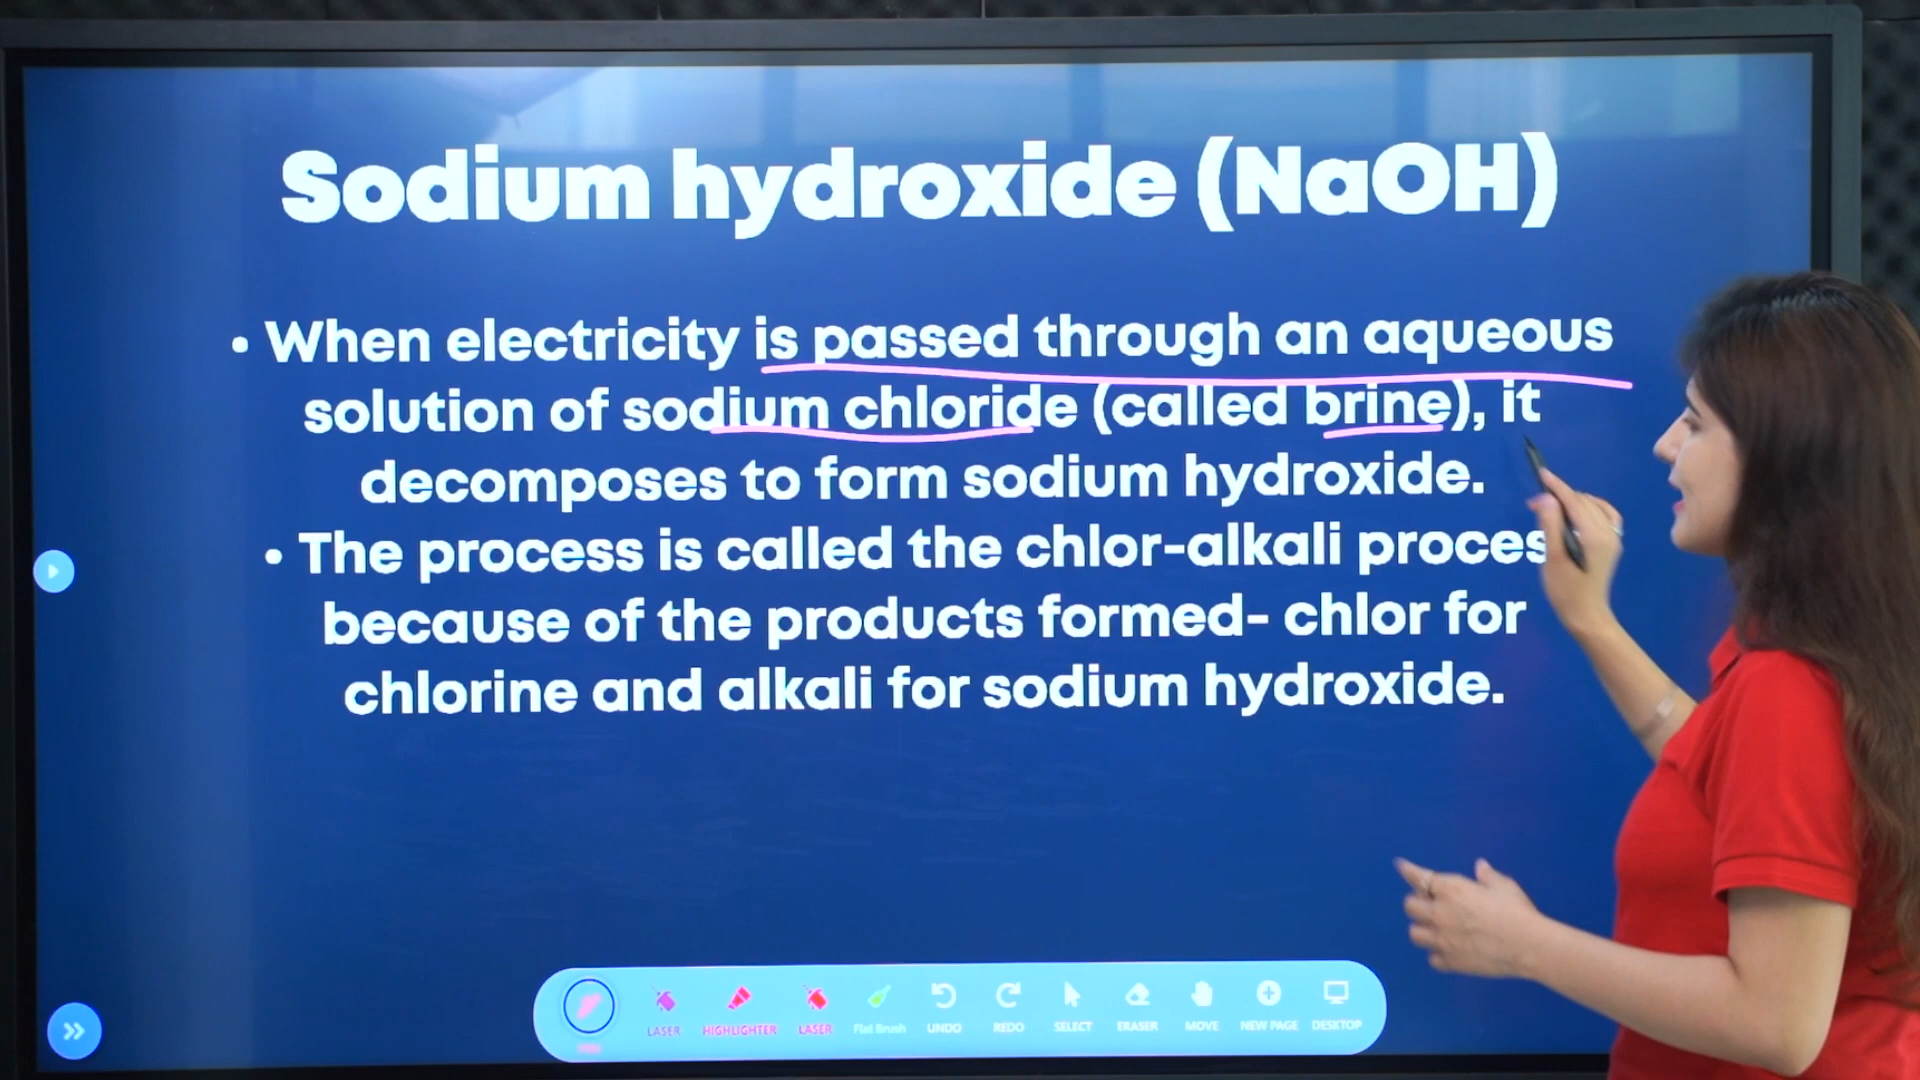 Sodium hydroxide (NaOH)
• When electricity is passed through an aqueous
solution of sodium chloride (called brine), it
decomposes to form sodium hydroxide.
• The process is called the chlor-alkali proces
because of the products formed- chlor for
chlorine and alkali for sodium hydroxide.
LASER HIGHLIGHTER LASER Flat Brush UNDO REDO SELECT ERASER MOVE NEW PAGE DESKTOP